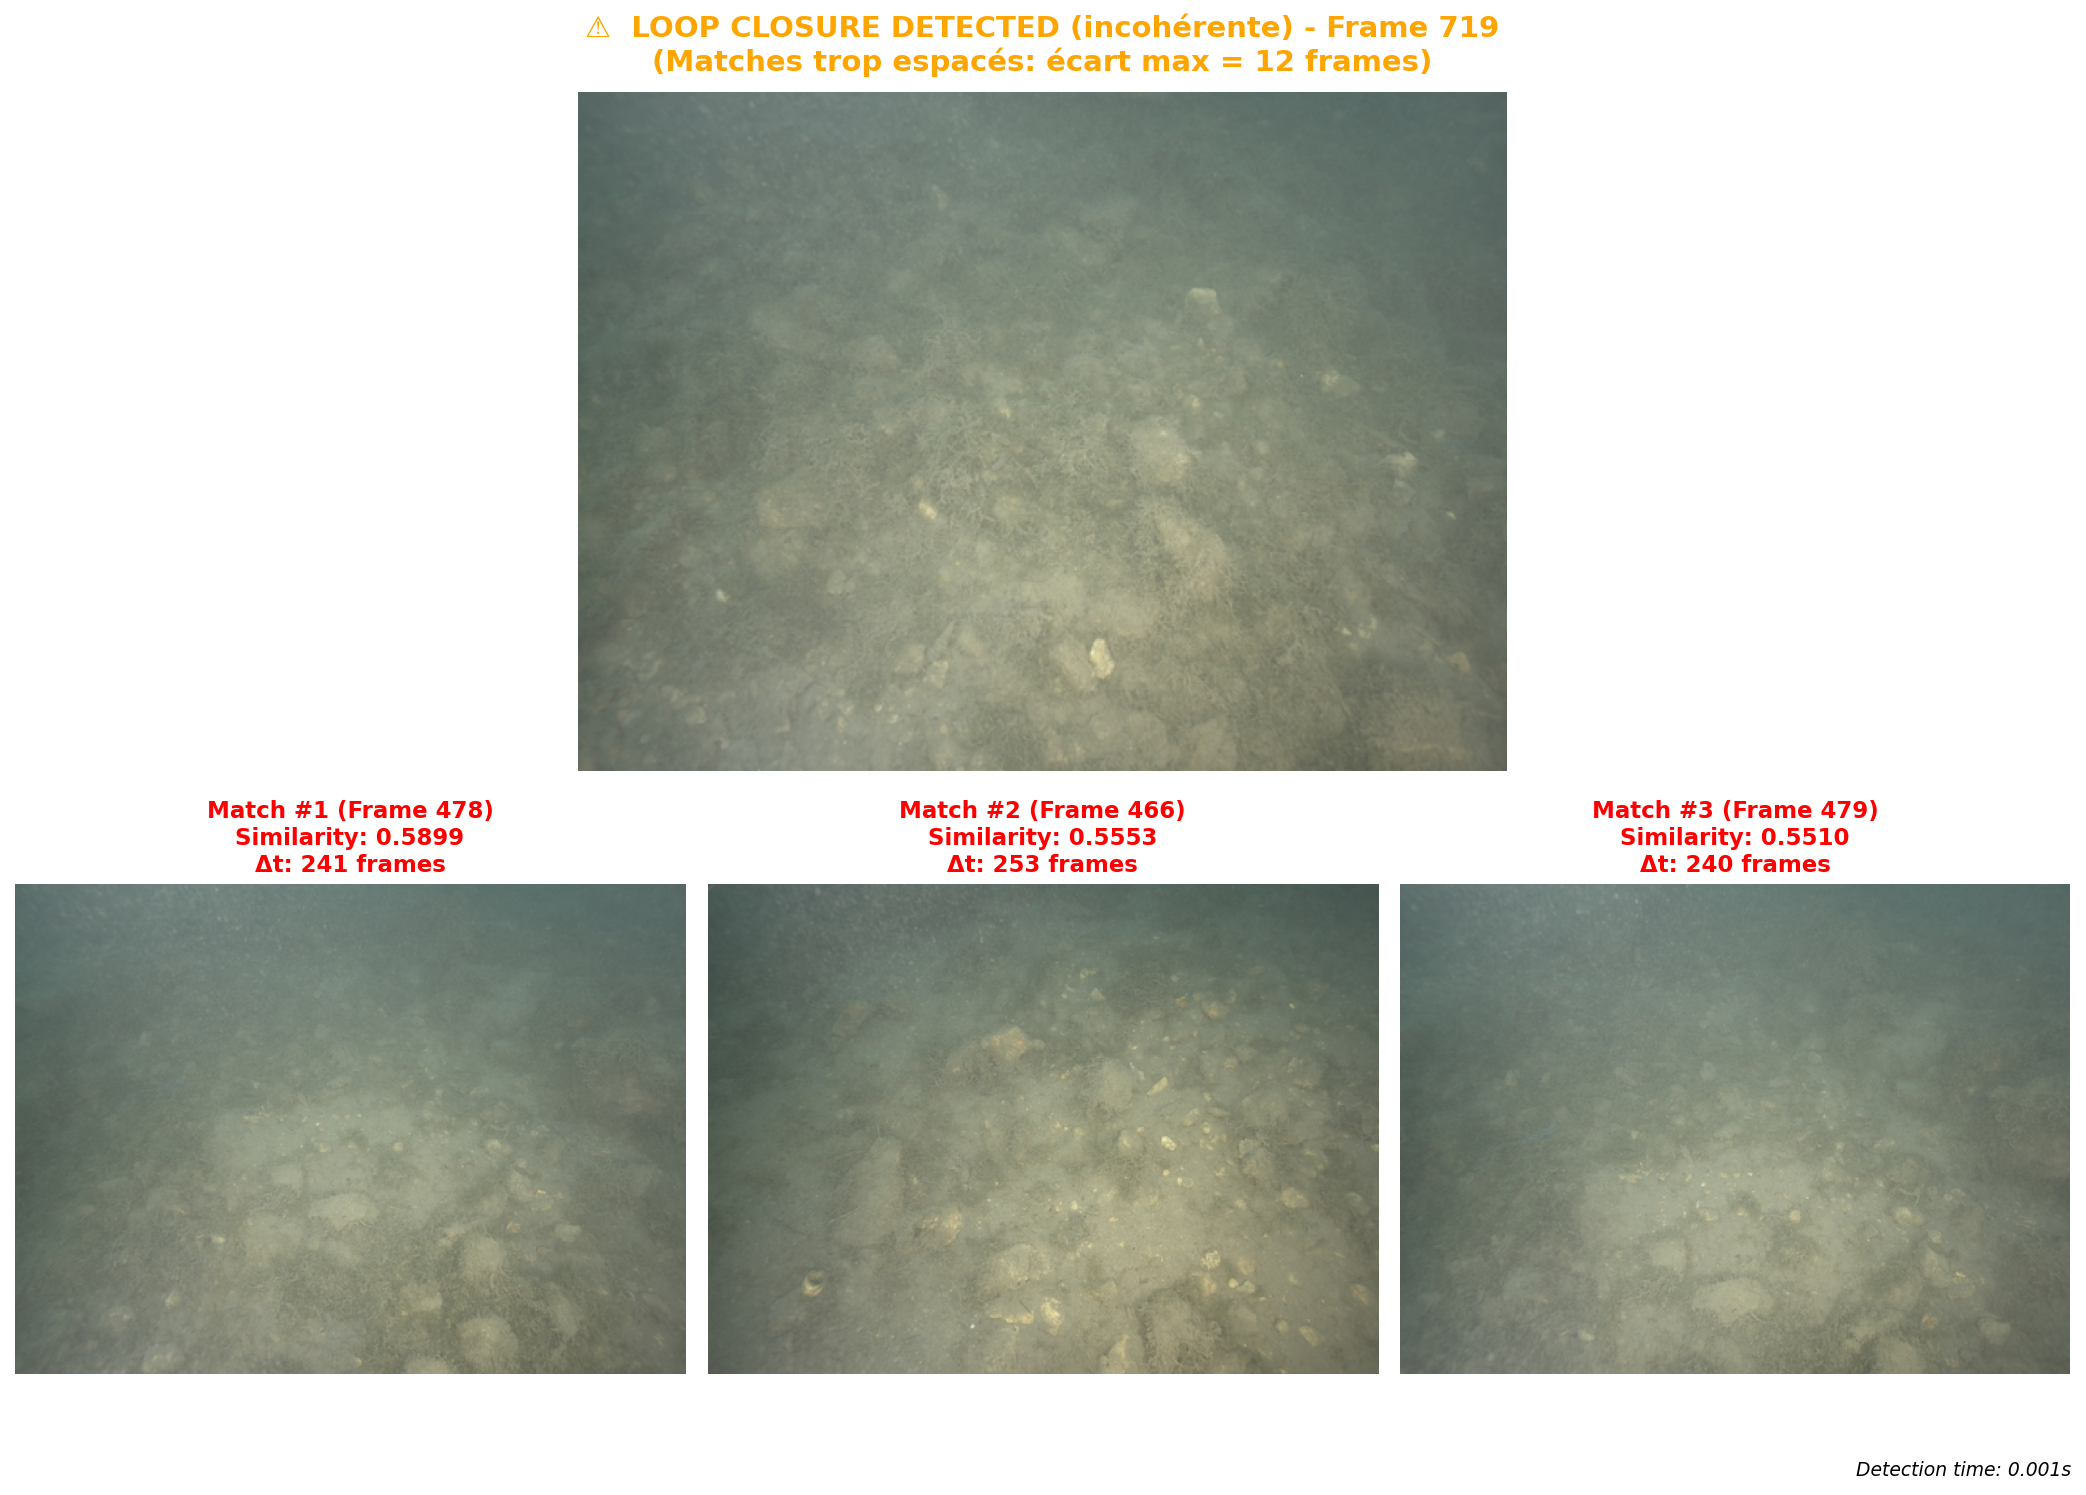 ⚠ LOOP CLOSURE DETECTED (incohérente) - Frame 719
(Matches trop espacés: écart max = 12 frames)
Match #1 (Frame 478)
Similarity: 0.5899
Δt: 241 frames
Match #2 (Frame 466)
Similarity: 0.5553
Δt: 253 frames
Match #3 (Frame 479)
Similarity: 0.5510
Δt: 240 frames
Detection time: 0.001s